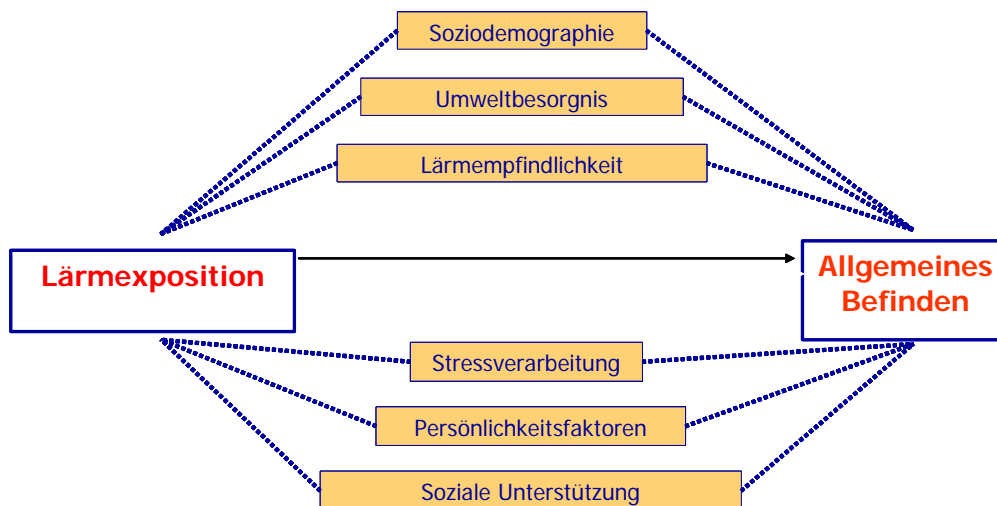 Soziodemographie
Umweltbesorgnis
Lärmempfindlichkeit
Lärmexposition
Allgemeines
Befinden
Stressverarbeitung
Persönlichkeitsfaktoren
Soziale Unterstützung